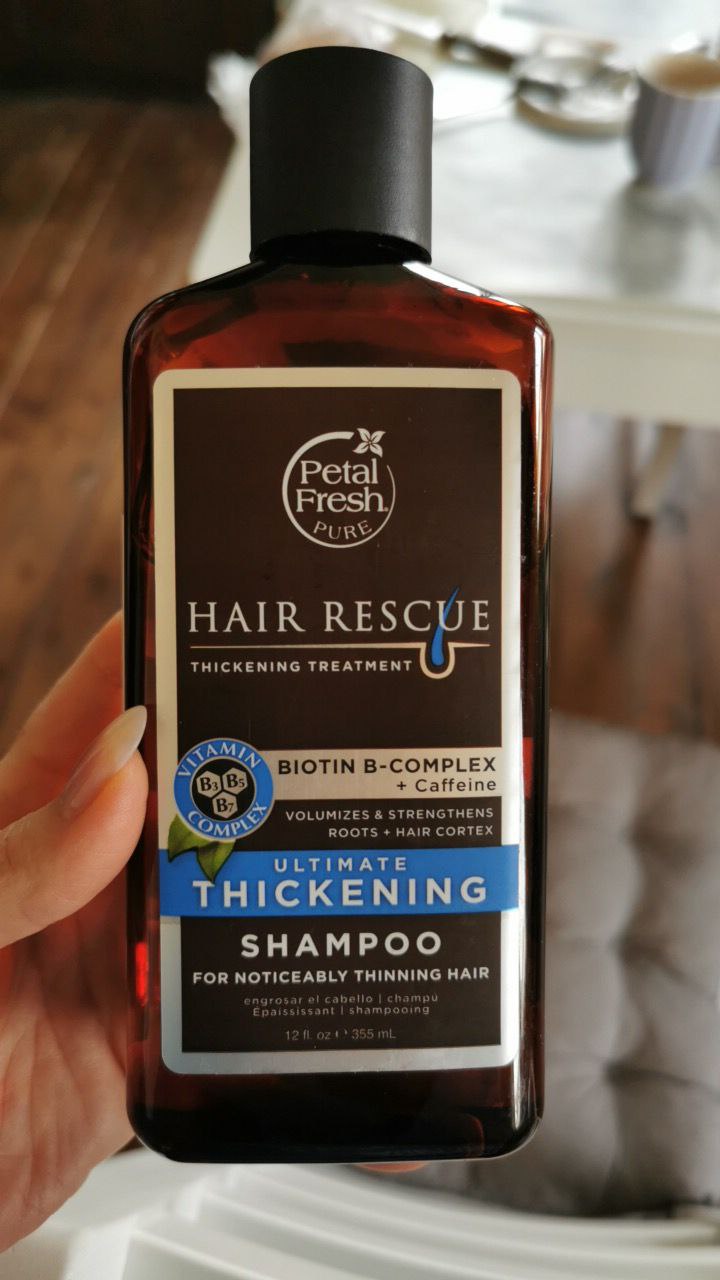 Petal
Fresh®
PURE
HAIR RESCUE
THICKENING TREATMENT
VITAMIN
B3 B5
B7
COMPLEX
BIOTIN B-COMPLEX
+ Caffeine
VOLUMIZES & STRENGTHENS
ROOTS + HAIR CORTEX
ULTIMATE
THICKENING
SHAMPOO
FOR NOTICEABLY THINNING HAIR
engrosar el cabello | champú
Épaississant | shampooing
12 fl. oz 355 mL